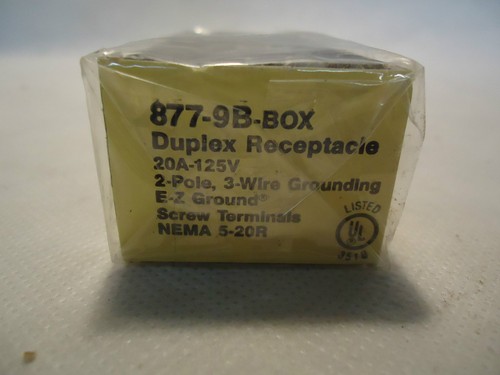 877-9B-BOX
Duplex Receptacle
20A-125V
2-Pole, 3-Wire Grounding
E-Z Ground®
Screw Terminals
NEMA 5-20R
LISTED
UL